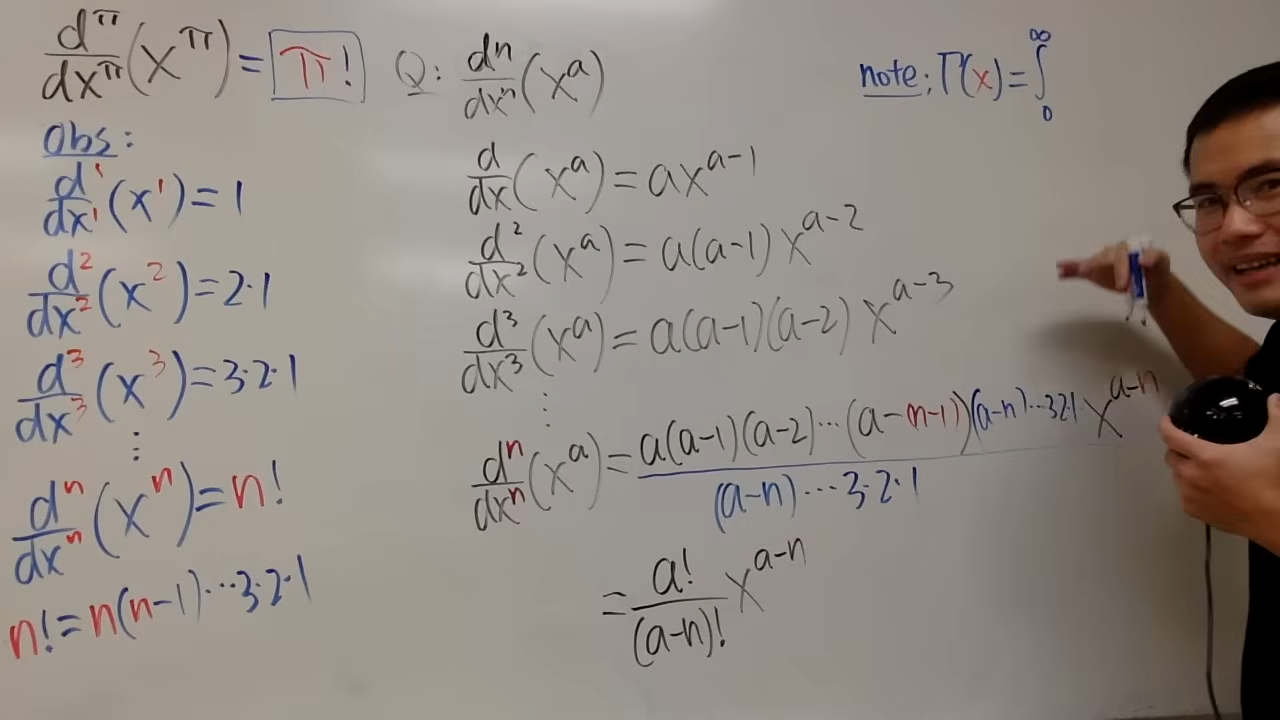 d^π/dx^π (x^π) = π!
Obs:
d^1/dx^1 (x^1) = 1
d^2/dx^2 (x^2) = 2·1
d^3/dx^3 (x^3) = 3·2·1
⋮
d^n/dx^n (x^n) = n!
n! = n(n-1)···3·2·1
Q: d^n/dx^n (x^a)
d/dx (x^a) = ax^(a-1)
d^2/dx^2 (x^a) = a(a-1) x^(a-2)
d^3/dx^3 (x^a) = a(a-1)(a-2) x^(a-3)
⋮
d^n/dx^n (x^a) = a(a-1)(a-2)···(a-(n-1))(a-n)···3·2·1 / (a-n)···3·2·1 x^(a-n)
= a!/(a-n)! x^(a-n)
note: Γ(x) = ∫_0^∞